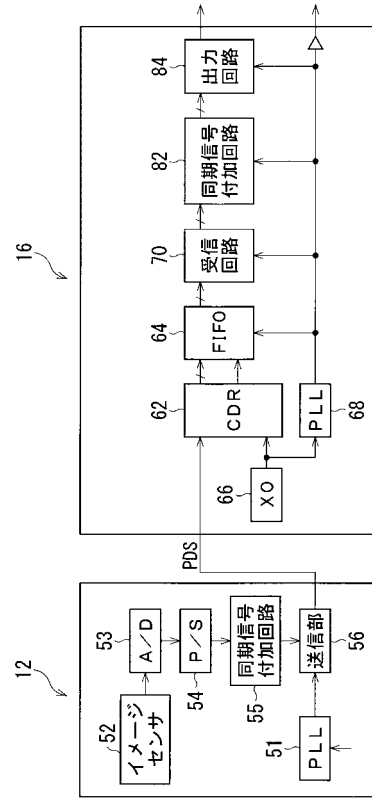 12
52
イメージ
センサ
53
A/D
54
P/S
55
同期信号
付加回路
51
PLL
56
送信部
PDS
16
66
XO
62
CDR
68
PLL
64
FIFO
70
受信
回路
82
同期信号
付加回路
84
出力
回路